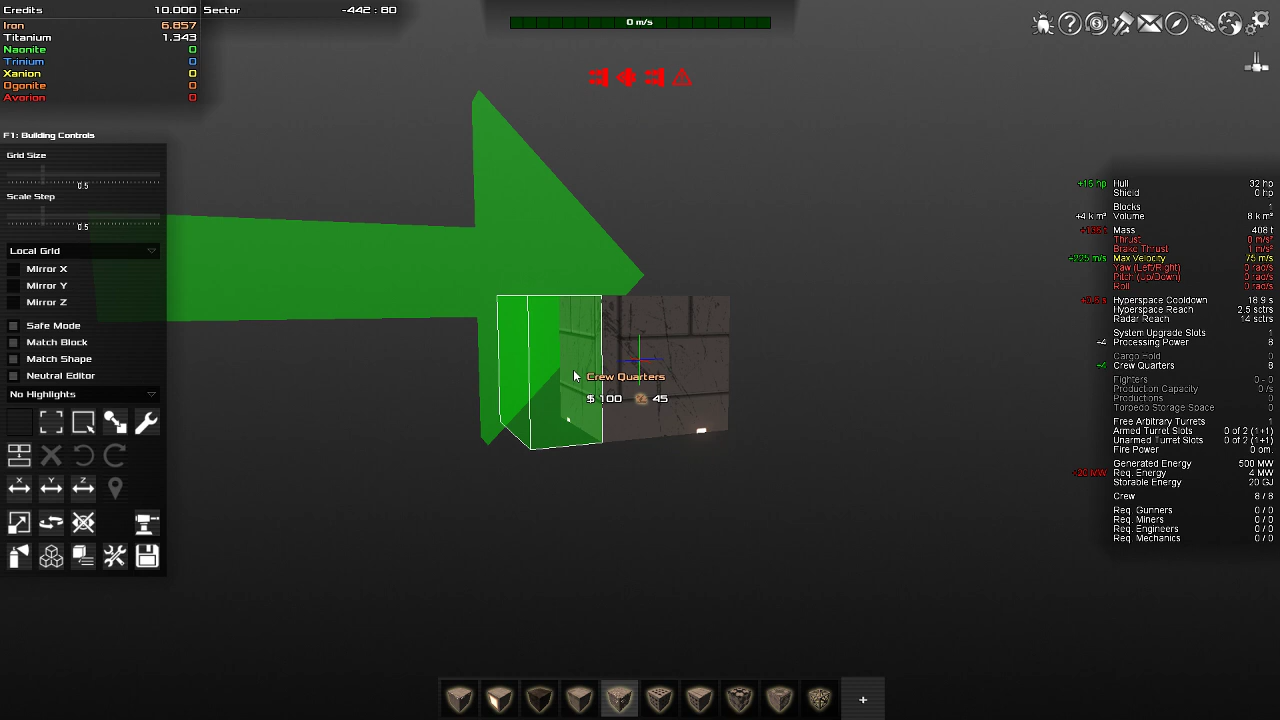 Credits 10.000 Sector -442 : 80
Iron 6.857
Titanium 1.343
Naonite 0
Trinium 0
Xanion 0
Ogonite 0
Avorion 0
0 m/s
F1: Building Controls
Grid Size
0.5
Scale Step
0.5
Local Grid
Mirror X
Mirror Y
Mirror Z
Safe Mode
Match Block
Match Shape
Neutral Editor
No Highlights
X Y Z
Crew Quarters
$ 100 45
Hull 32 hp
Shield 0 hp
Blocks 1
+4 k m³ Volume 8 k m³
Mass 408 t
Thrust 0 m/s²
Brake Thrust 1 m/s²
+225 m/s Max Velocity 75 m/s
Yaw (Left/Right) 0 rad/s
Pitch (Up/Down) 0 rad/s
Roll 0 rad/s
Hyperspace Cooldown 18.9 s
Hyperspace Reach 2.5 sctrs
Radar Reach 14 sctrs
System Upgrade Slots 1
+4 Processing Power 8
Cargo Hold 0
+4 Crew Quarters 8
Fighters 0 - 0
Production Capacity 0 /s
Productions 0
Torpedo Storage Space 0
Free Arbitrary Turrets 1
Armed Turret Slots 0 of 2 (1+1)
Unarmed Turret Slots 0 of 2 (1+1)
Fire Power 0 om.
Generated Energy 500 MW
Req. Energy 4 MW
Storable Energy 20 GJ
Crew 8 / 8
Req. Gunners 0 / 0
Req. Miners 0 / 0
Req. Engineers 0 / 0
Req. Mechanics 0 / 0
+